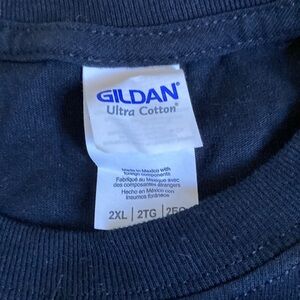 GILDAN®
Ultra Cotton®
Made in Mexico with
foreign components
Fabriqué au Mexique avec
des composantes étrangers
Hecho en México con
insumos foráneos
2XL | 2TG |